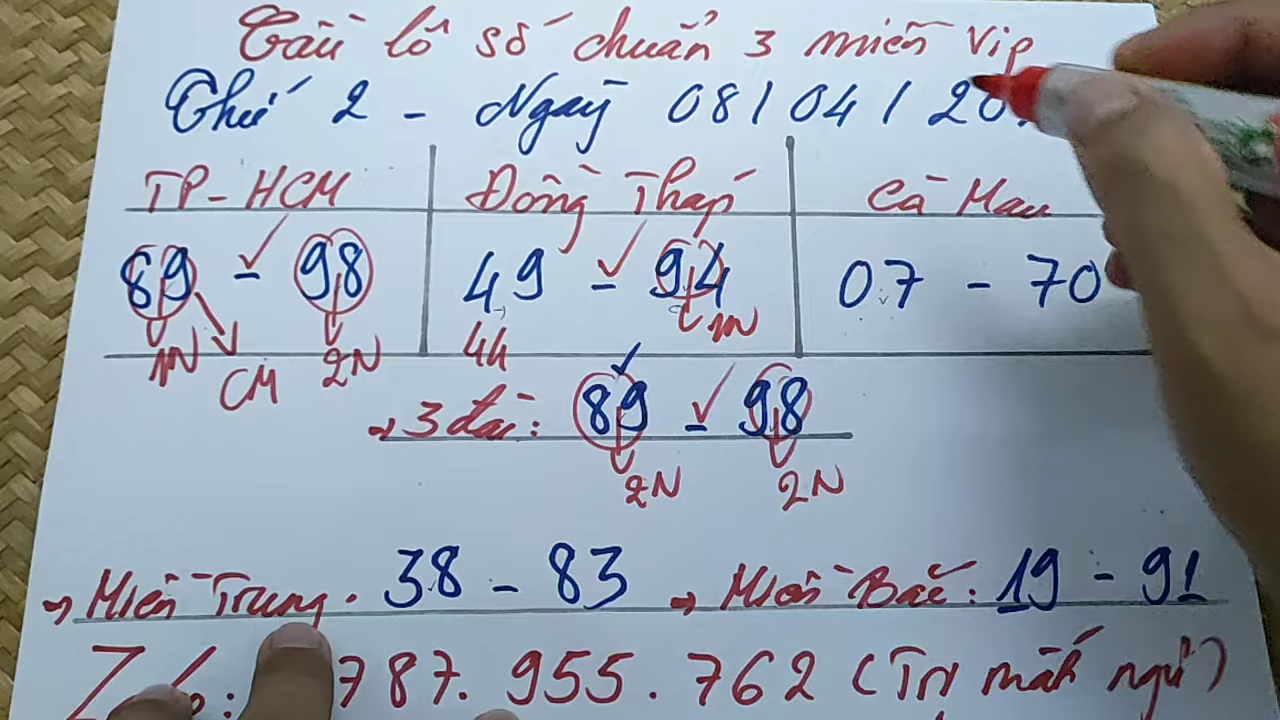 Cầu lô số chuẩn 3 miền Vip
Thứ 2 - Ngày 08/04/20
TP-HCM Đồng Tháp Cà Mau
89 - 98 49 - 94 07 - 70
1N CM 2N 44 1N
→ 3 đài: 89 - 98
2N 2N
→ Miền Trung. 38 - 83 → Miền Bắc: 19 - 91
787.955.762 (Trị mất ngủ)